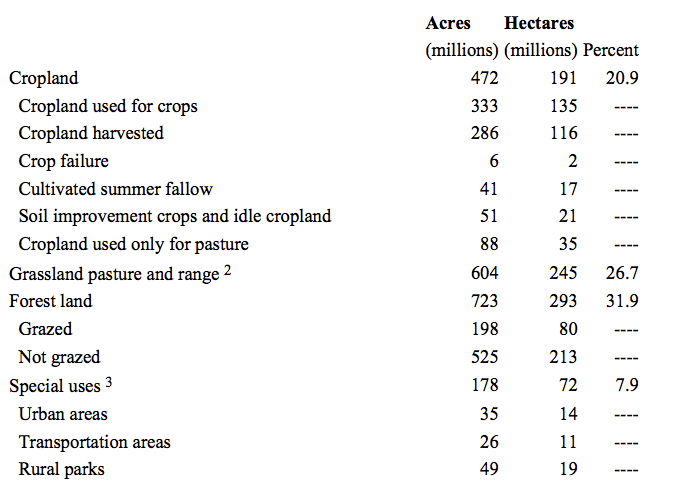 Acres Hectares
(millions) (millions) Percent
Cropland 472 191 20.9
Cropland used for crops 333 135 ----
Cropland harvested 286 116 ----
Crop failure 6 2 ----
Cultivated summer fallow 41 17 ----
Soil improvement crops and idle cropland 51 21 ----
Cropland used only for pasture 88 35 ----
Grassland pasture and range 2 604 245 26.7
Forest land 723 293 31.9
Grazed 198 80 ----
Not grazed 525 213 ----
Special uses 3 178 72 7.9
Urban areas 35 14 ----
Transportation areas 26 11 ----
Rural parks 49 19 ----